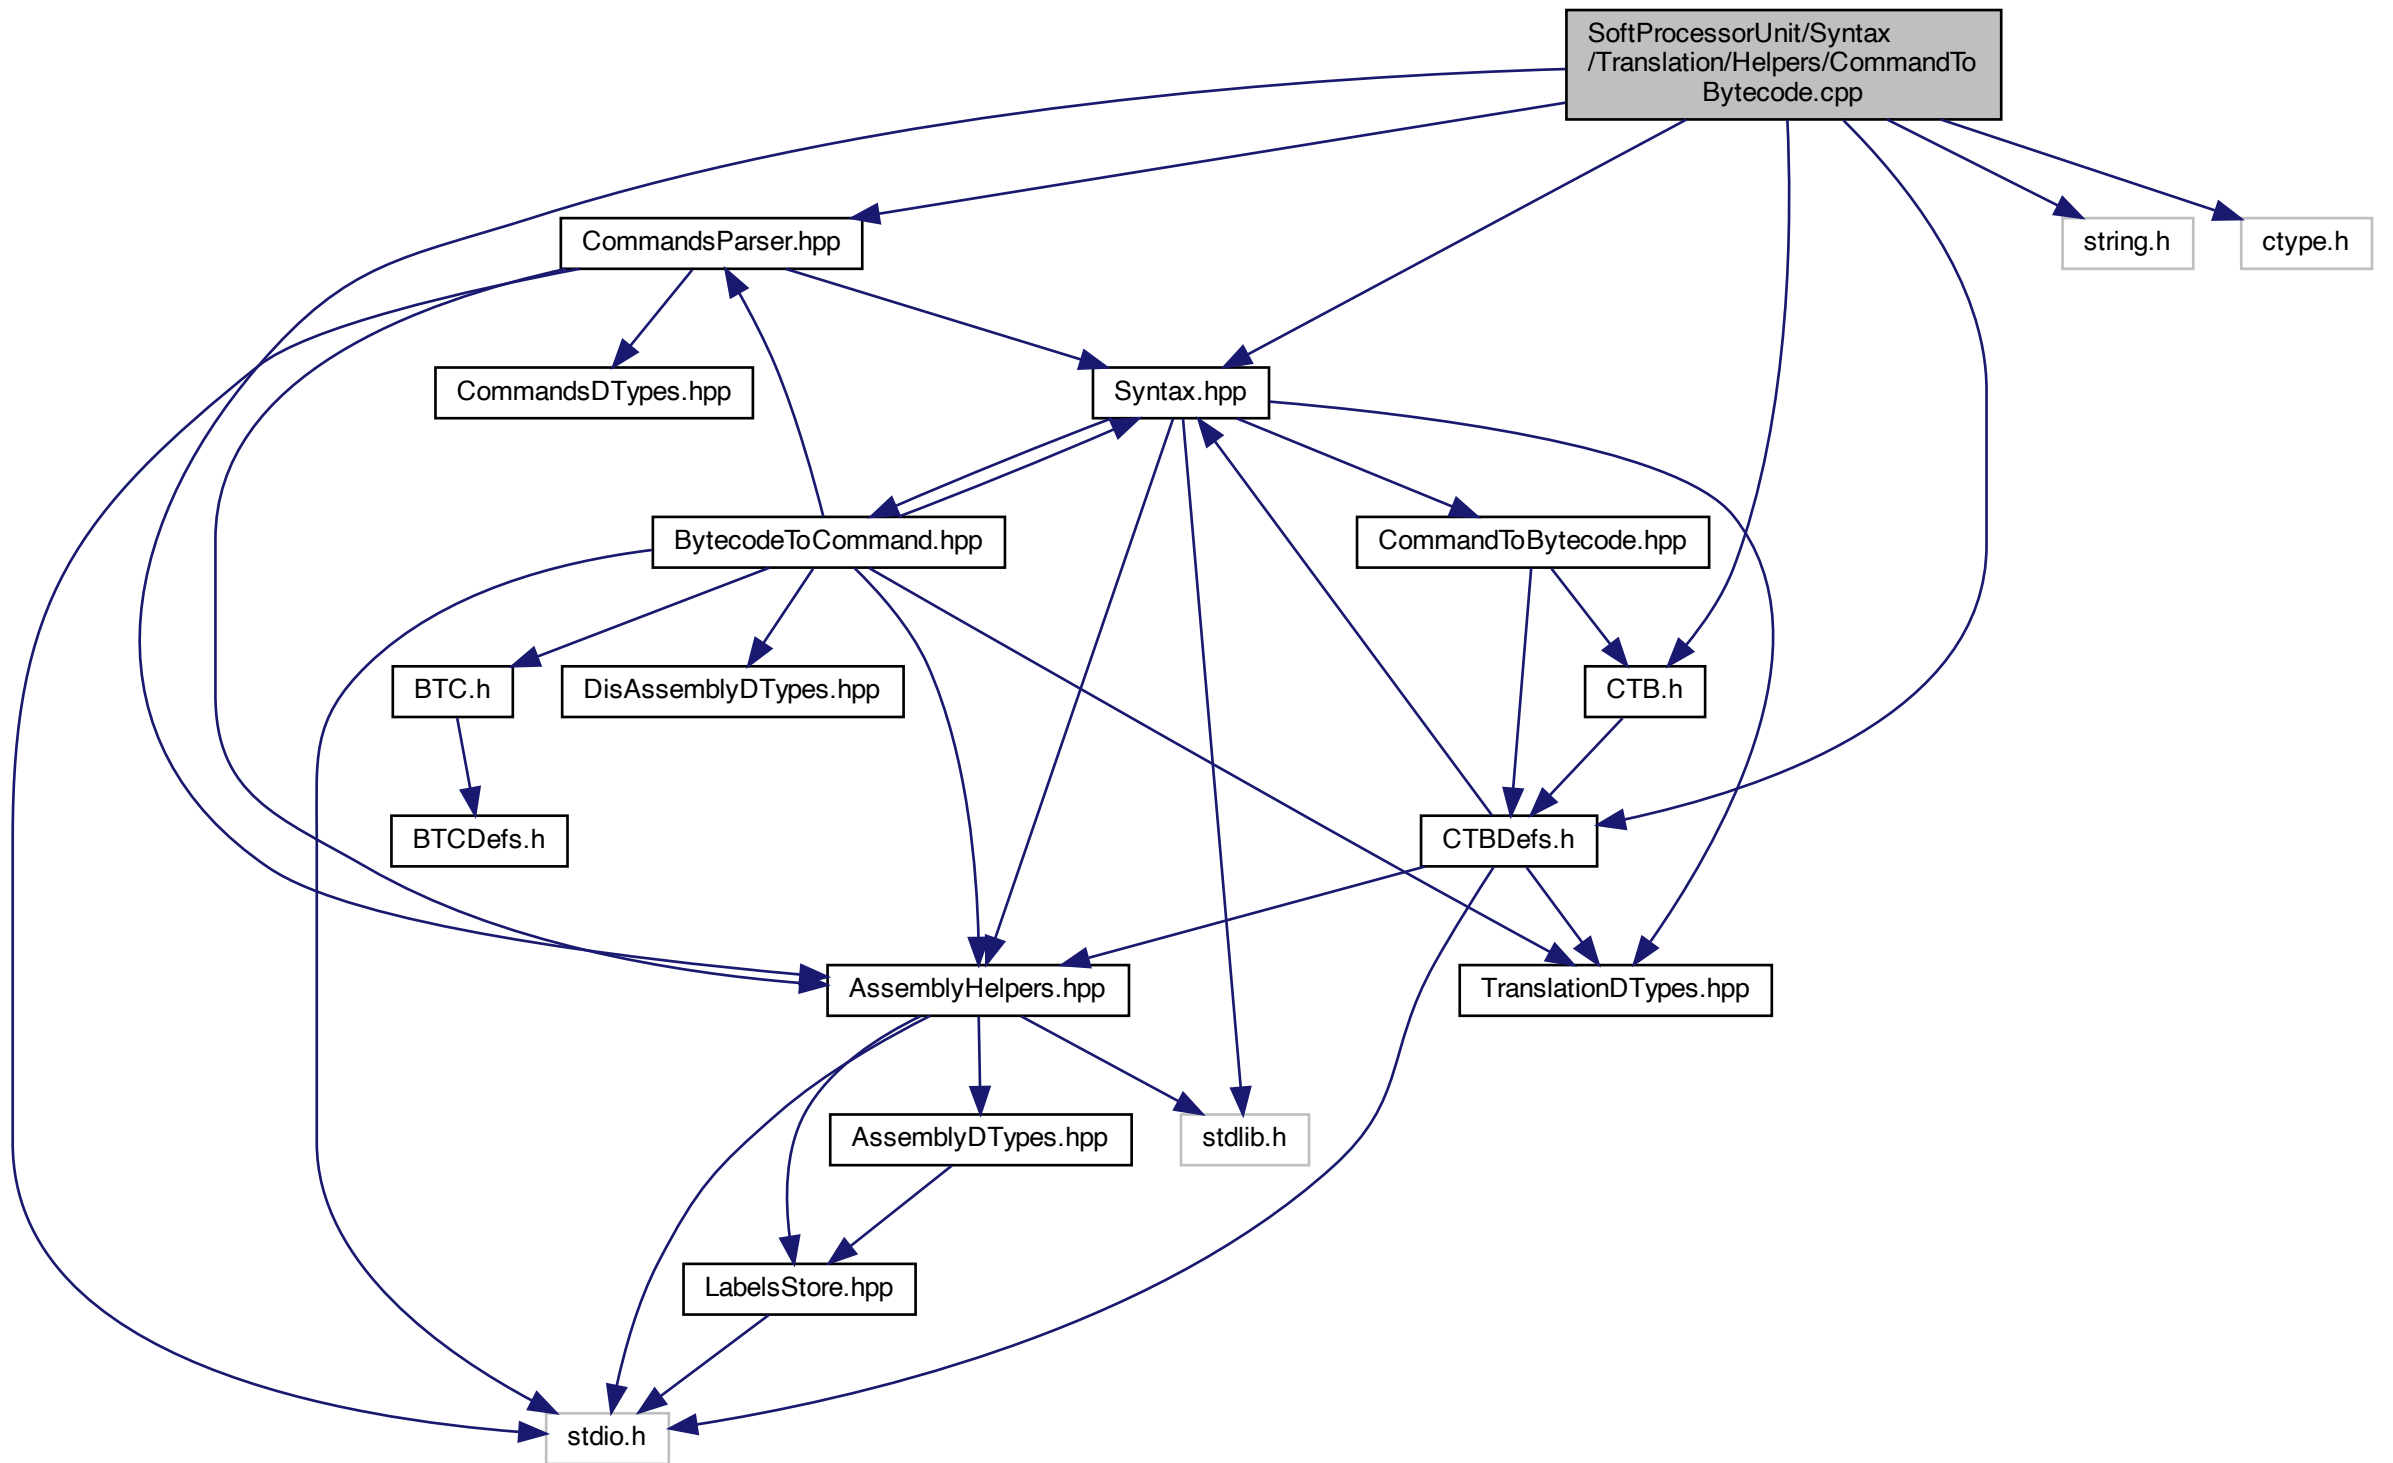 SoftProcessorUnit/Syntax
/Translation/Helpers/CommandTo
Bytecode.cpp
CommandsParser.hpp
string.h
ctype.h
CommandsDTypes.hpp
Syntax.hpp
BytecodeToCommand.hpp
CommandToBytecode.hpp
BTC.h
DisAssemblyDTypes.hpp
CTB.h
BTCDefs.h
CTBDefs.h
AssemblyHelpers.hpp
TranslationDTypes.hpp
AssemblyDTypes.hpp
stdlib.h
LabelsStore.hpp
stdio.h